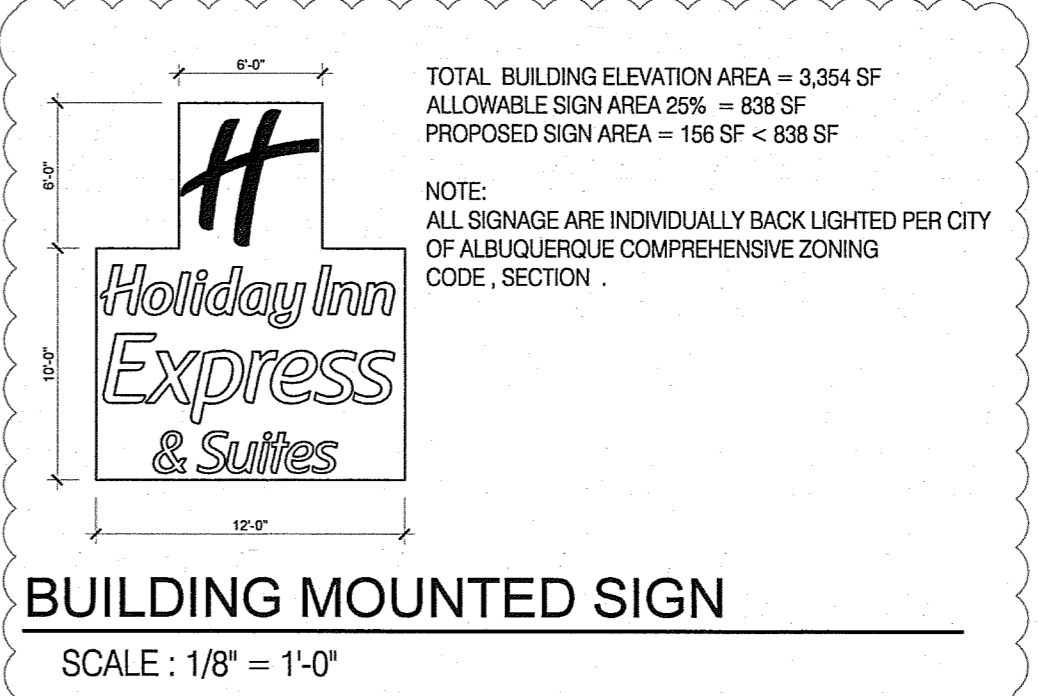 6'-0"
TOTAL BUILDING ELEVATION AREA = 3,354 SF
ALLOWABLE SIGN AREA 25% = 838 SF
PROPOSED SIGN AREA = 156 SF < 838 SF
6'-0"
H
NOTE:
ALL SIGNAGE ARE INDIVIDUALLY BACK LIGHTED PER CITY
OF ALBUQUERQUE COMPREHENSIVE ZONING
CODE , SECTION .
Holiday Inn
Express
& Suites
10'-0"
12'-0"
BUILDING MOUNTED SIGN
SCALE : 1/8" = 1'-0"